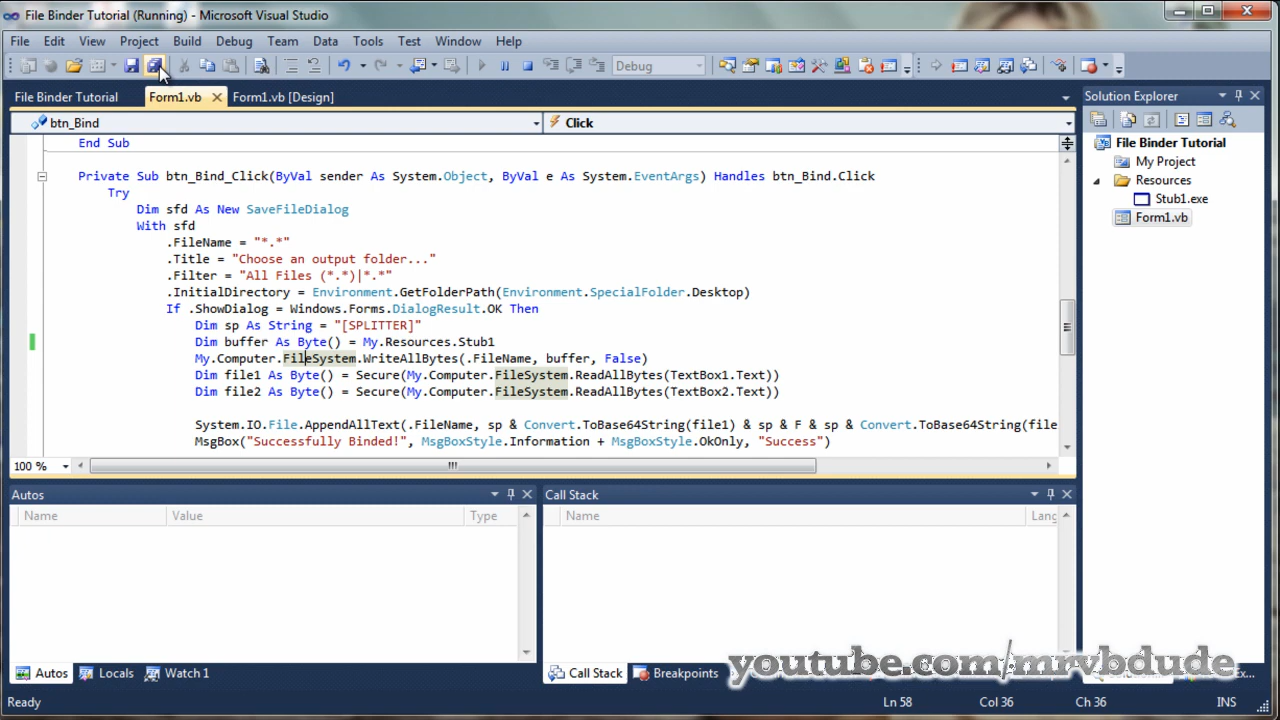 File Binder Tutorial (Running) - Microsoft Visual Studio
File Edit View Project Build Debug Team Data Tools Test Window Help
Debug
File Binder Tutorial Form1.vb Form1.vb [Design]
btn_Bind Click
End Sub
Private Sub btn_Bind_Click(ByVal sender As System.Object, ByVal e As System.EventArgs) Handles btn_Bind.Click
Try
Dim sfd As New SaveFileDialog
With sfd
.FileName = "*.*"
.Title = "Choose an output folder..."
.Filter = "All Files (*.*)|*.*"
.InitialDirectory = Environment.GetFolderPath(Environment.SpecialFolder.Desktop)
If .ShowDialog = Windows.Forms.DialogResult.OK Then
Dim sp As String = "[SPLITTER]"
Dim buffer As Byte() = My.Resources.Stub1
My.Computer.FileSystem.WriteAllBytes(.FileName, buffer, False)
Dim file1 As Byte() = Secure(My.Computer.FileSystem.ReadAllBytes(TextBox1.Text))
Dim file2 As Byte() = Secure(My.Computer.FileSystem.ReadAllBytes(TextBox2.Text))
System.IO.File.AppendAllText(.FileName, sp & Convert.ToBase64String(file1) & sp & F & sp & Convert.ToBase64String(file
MsgBox("Successfully Binded!", MsgBoxStyle.Information + MsgBoxStyle.OkOnly, "Success")
100 %
Solution Explorer
File Binder Tutorial
My Project
Resources
Stub1.exe
Form1.vb
Autos
Name Value Type
Call Stack
Name Lang
Autos Locals Watch 1
Call Stack Breakpoints
youtube.com/mrvbdude
Ready Ln 58 Col 36 Ch 36 INS